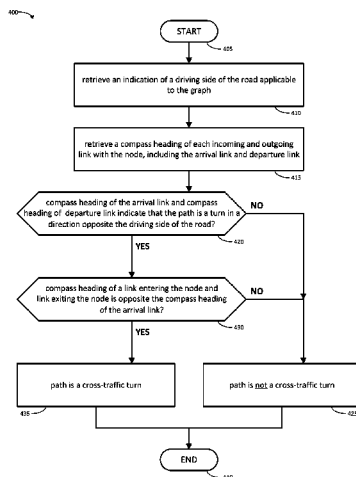 400
START
405
retrieve an indication of a driving side of the road applicable
to the graph
410
retrieve a compass heading of each incoming and outgoing
link with the node, including the arrival link and departure link
415
compass heading of the arrival link and compass
heading of departure link indicate that the path is a turn in a
direction opposite the driving side of the road?
NO
420
YES
compass heading of a link entering the node and
link exiting the node is opposite the compass heading
of the arrival link?
NO
430
YES
path is a cross-traffic turn
435
path is not a cross-traffic turn
425
END